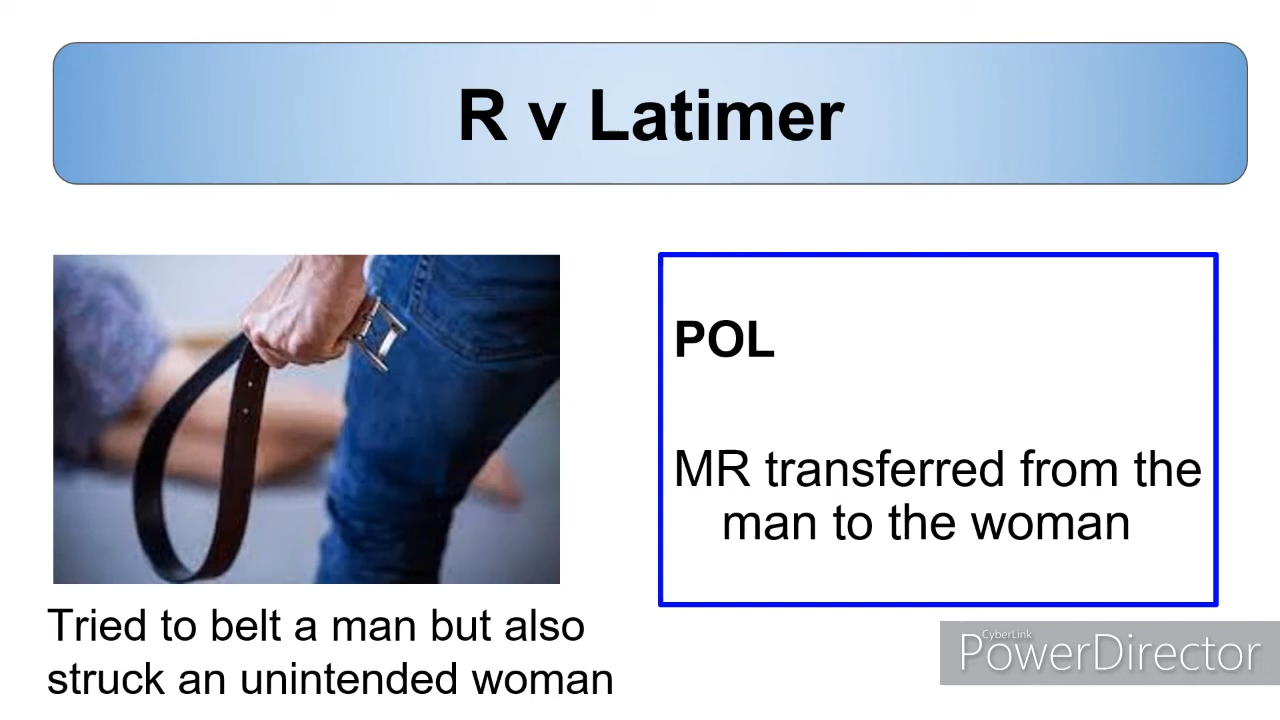 R v Latimer
POL
MR transferred from the
man to the woman
Tried to belt a man but also
struck an unintended woman
CyberLink
PowerDirector